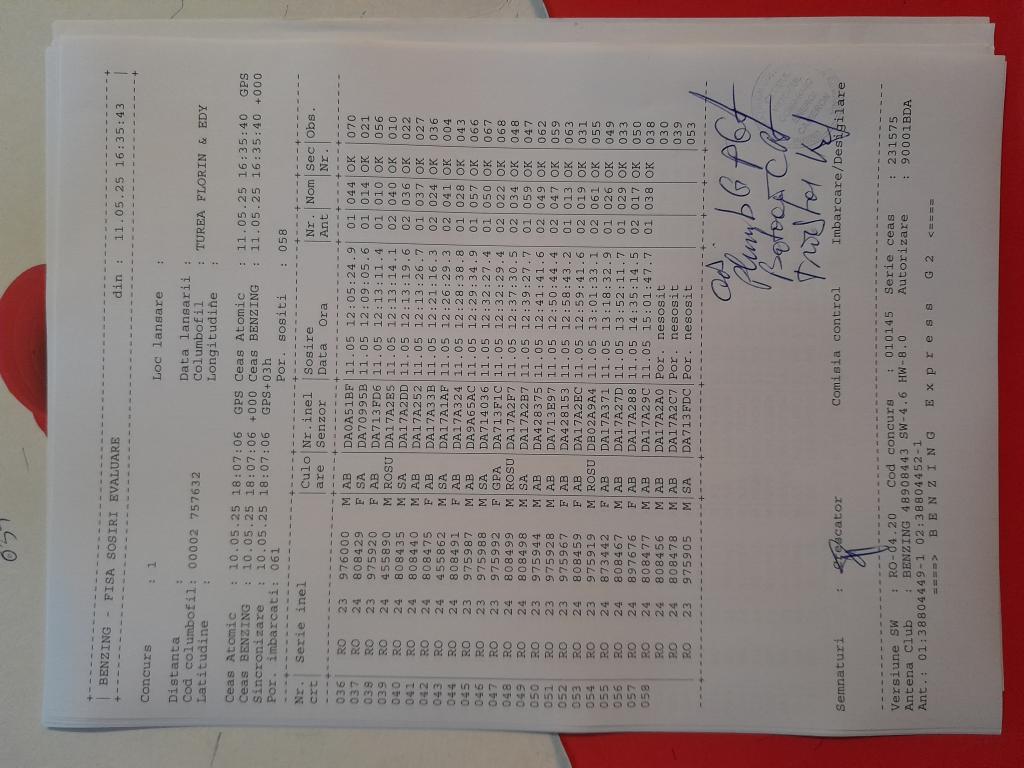 BENZING - FISA SOSIRI EVALUARE din : 11.05.25 16:35:43
Concurs : 1 Loc lansare :
Distanta : Data lansarii :
Cod columbofil: 00002 757632 Columbofil : TUREA FLORIN & EDY
Latitudine : Longitudine :
Ceas Atomic : 10.05.25 18:07:06 GPS Ceas Atomic : 11.05.25 16:35:40 GPS
Ceas BENZING : 10.05.25 18:07:06 +000 Ceas BENZING : 11.05.25 16:35:40 +000
Sincronizare : 10.05.25 18:07:06 GPS+03h
Por. imbarcati: 061 Por. sositi : 058
Nr. | Serie inel | Culo | Nr.inel | Sosire | Nr. | Nom | Sec | Obs.
crt | are | Senzor | Data Ora | Ant | Nr.
036 RO 23 976000 M AB DA0A51BF 11.05 12:05:24.9 01 044 OK 070
037 RO 24 808429 F SA DA70995B 11.05 12:09:05.6 01 014 OK 021
038 RO 23 975920 F AB DA713FD6 11.05 12:13:11.4 01 010 OK 056
039 RO 24 455890 M ROSU DA17A2E5 11.05 12:13:14.1 02 040 OK 010
040 RO 24 808435 M SA DA17A2DD 11.05 12:13:19.6 02 036 OK 022
041 RO 24 808440 M AB DA17A252 11.05 12:13:26.7 01 037 OK 027
042 RO 24 808475 F AB DA17A33B 11.05 12:21:16.3 02 024 OK 036
043 RO 24 455862 M SA DA17A1AF 11.05 12:26:29.3 02 041 OK 004
044 RO 24 808491 F AB DA17A324 11.05 12:28:38.8 01 028 OK 043
045 RO 23 975987 M AB DA9A65AC 11.05 12:29:34.9 01 057 OK 066
046 RO 23 975988 M SA DA714036 11.05 12:32:27.4 01 050 OK 067
047 RO 23 975992 F GPA DA713F1C 11.05 12:32:29.4 02 022 OK 068
048 RO 24 808499 M ROSU DA17A2F7 11.05 12:37:30.5 02 034 OK 048
049 RO 24 808498 M SA DA17A2B7 11.05 12:39:27.7 01 059 OK 047
050 RO 23 975944 M AB DA428375 11.05 12:41:41.6 02 049 OK 062
051 RO 23 975928 M AB DA713E97 11.05 12:50:44.4 02 047 OK 059
052 RO 23 975967 F AB DA428153 11.05 12:58:43.2 01 013 OK 063
053 RO 24 808459 F AB DA17A2EC 11.05 12:59:41.6 02 019 OK 031
054 RO 23 975919 M ROSU DB02A9A4 11.05 13:01:33.1 02 061 OK 055
055 RO 24 873442 F AB DA17A371 11.05 13:18:32.9 01 026 OK 049
056 RO 24 808467 M AB DA17A27D 11.05 13:52:11.7 01 029 OK 033
057 RO 24 897676 F AB DA17A288 11.05 14:35:14.5 02 017 OK 050
058 RO 24 808477 M AB DA17A29C 11.05 15:01:47.7 01 038 OK 038
RO 24 808456 M AB DA17A2A0 Por. nesosit 030
RO 24 808478 M AB DA17A2C7 Por. nesosit 039
RO 23 975905 M SA DA713FDC Por. nesosit 053
Semnaturi : Comisia control Imbarcare/Desigilare
Versiune SW : RO-04.20 Cod concurs : 010145 Serie ceas : 231575
Antena Club : BENZING 48908443 SW-4.6 HW-8.0 Autorizare : 90001BDA
Ant.: 01:38804449-1 02:38804452-1
====> B E N Z I N G E x p r e s s G 2 <====